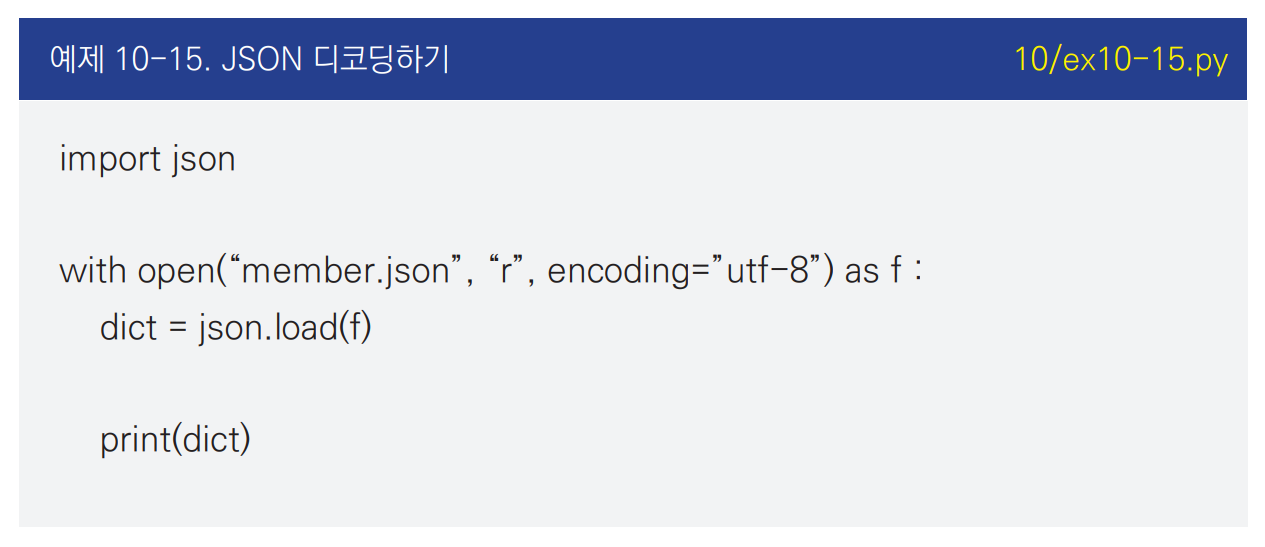 예제 10-15. JSON 디코딩하기 10/ex10-15.py
import json
with open(“member.json”, “r”, encoding=”utf-8”) as f :
dict = json.load(f)
print(dict)